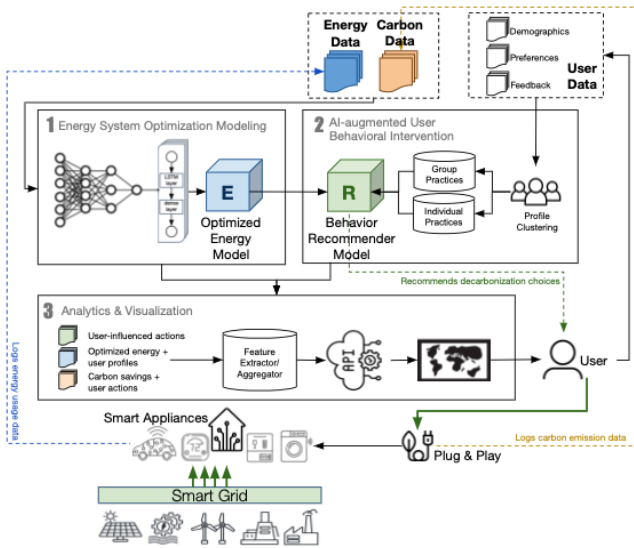 Energy Data
Carbon Data
Demographics
Preferences
Feedback
User Data
1 Energy System Optimization Modeling
LSTM layer
dense layer
E
Optimized
Energy
Model
2 AI-augmented User
Behavioral Intervention
R
Behavior
Recommender
Model
Group
Practices
Individual
Practices
Profile
Clustering
Recommends decarbonization choices
3 Analytics & Visualization
User-influenced actions
Optimized energy +
user profiles
Carbon savings +
user actions
Feature
Extractor/
Aggregator
API
User
Logs energy usage data
Smart Appliances
72
Plug & Play
Logs carbon emission data
Smart Grid